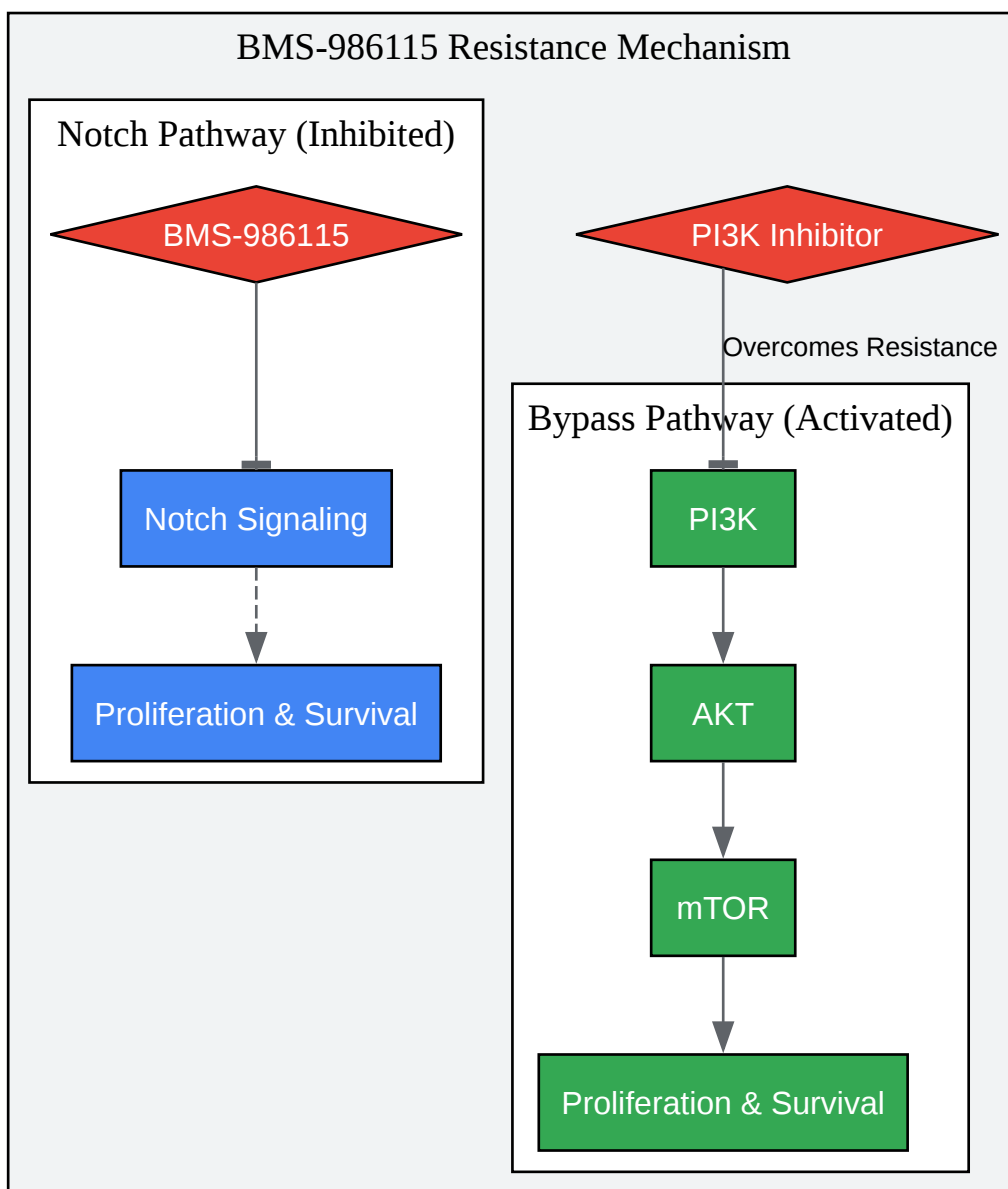 BMS-986115 Resistance Mechanism
Notch Pathway (Inhibited)
BMS-986115
Notch Signaling
Proliferation & Survival
PI3K Inhibitor
Overcomes Resistance
Bypass Pathway (Activated)
PI3K
AKT
mTOR
Proliferation & Survival